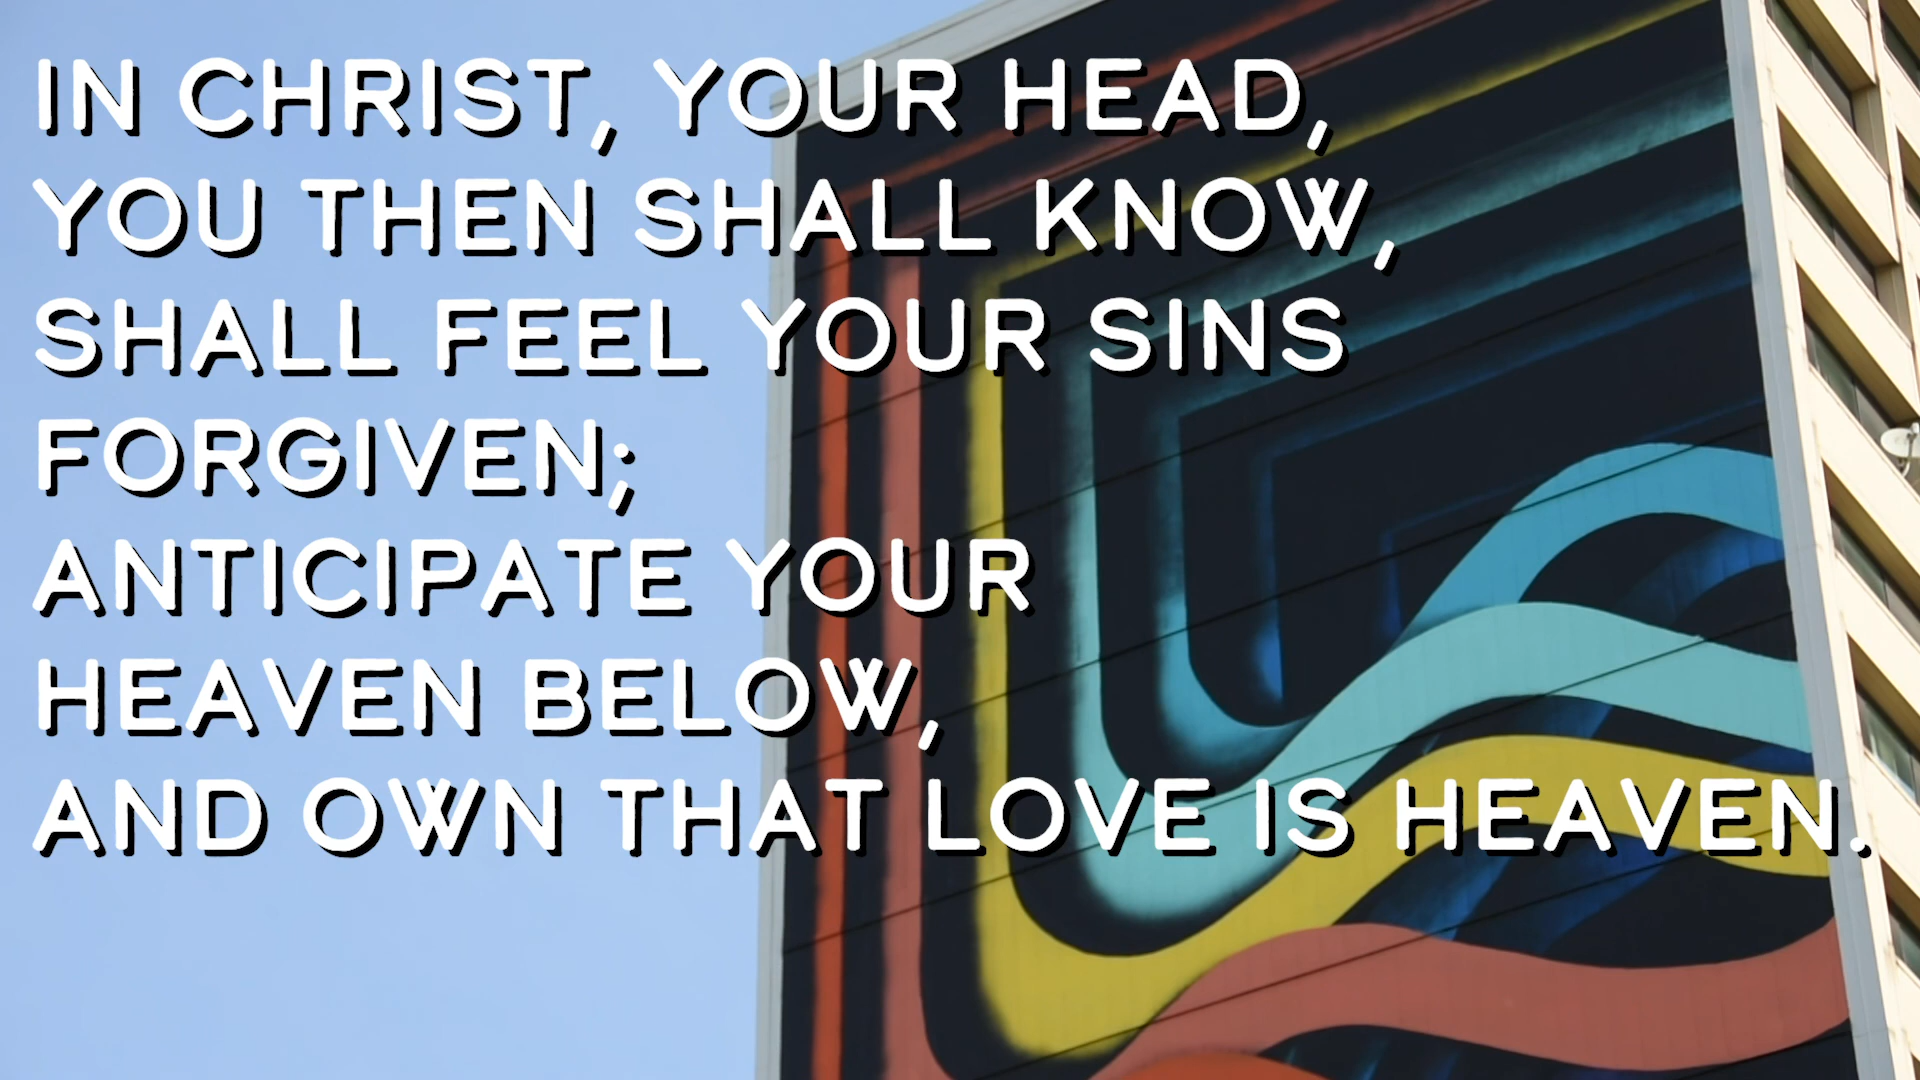 IN CHRIST, YOUR HEAD,
YOU THEN SHALL KNOW,
SHALL FEEL YOUR SINS
FORGIVEN;
ANTICIPATE YOUR
HEAVEN BELOW,
AND OWN THAT LOVE IS HEAVEN.